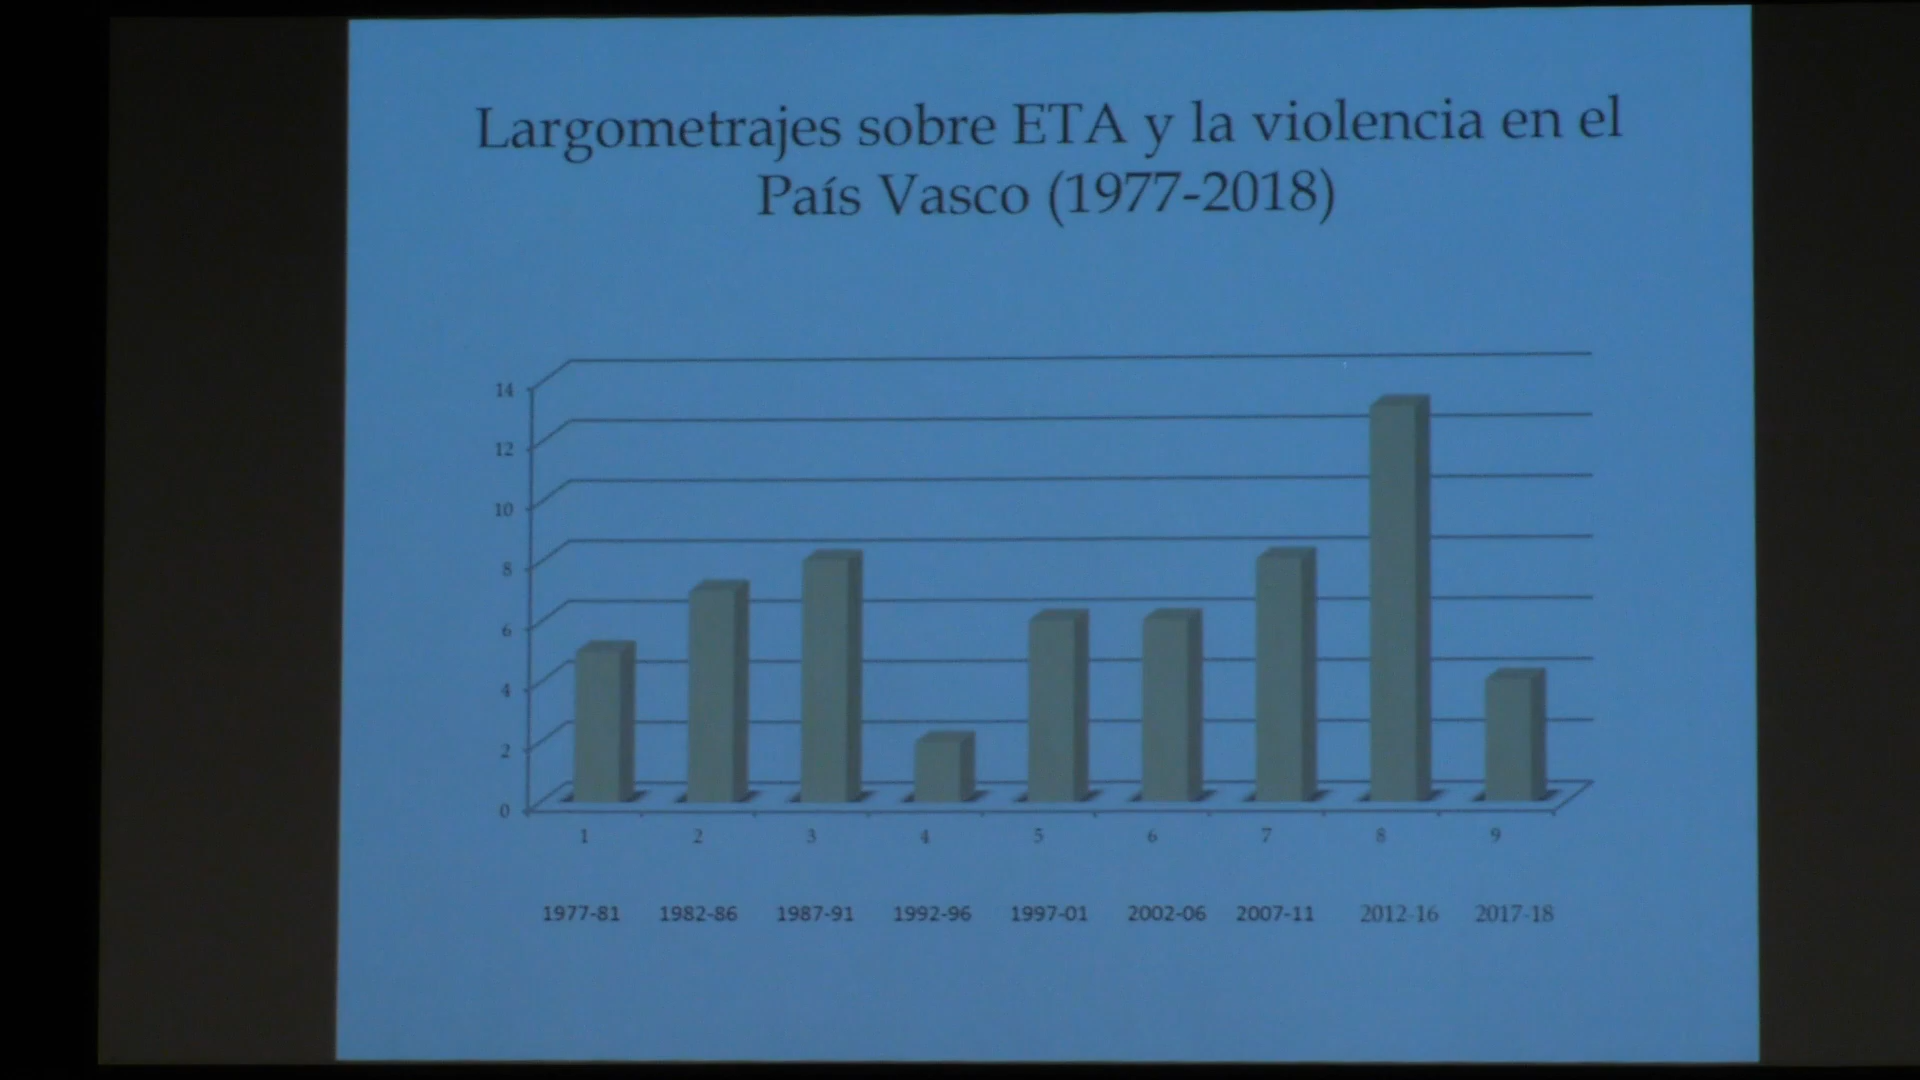 Largometrajes sobre ETA y la violencia en el
País Vasco (1977-2018)
14
12
10
8
6
4
2
0
1 2 3 4 5 6 7 8 9
1977-81 1982-86 1987-91 1992-96 1997-01 2002-06 2007-11 2012-16 2017-18